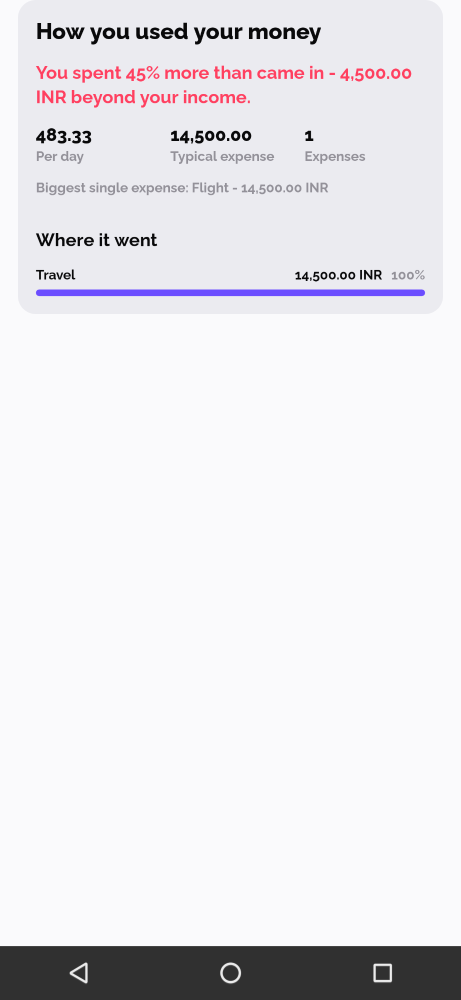 How you used your money
You spent 45% more than came in - 4,500.00
INR beyond your income.
483.33 14,500.00 1
Per day Typical expense Expenses
Biggest single expense: Flight - 14,500.00 INR
Where it went
Travel 14,500.00 INR 100%